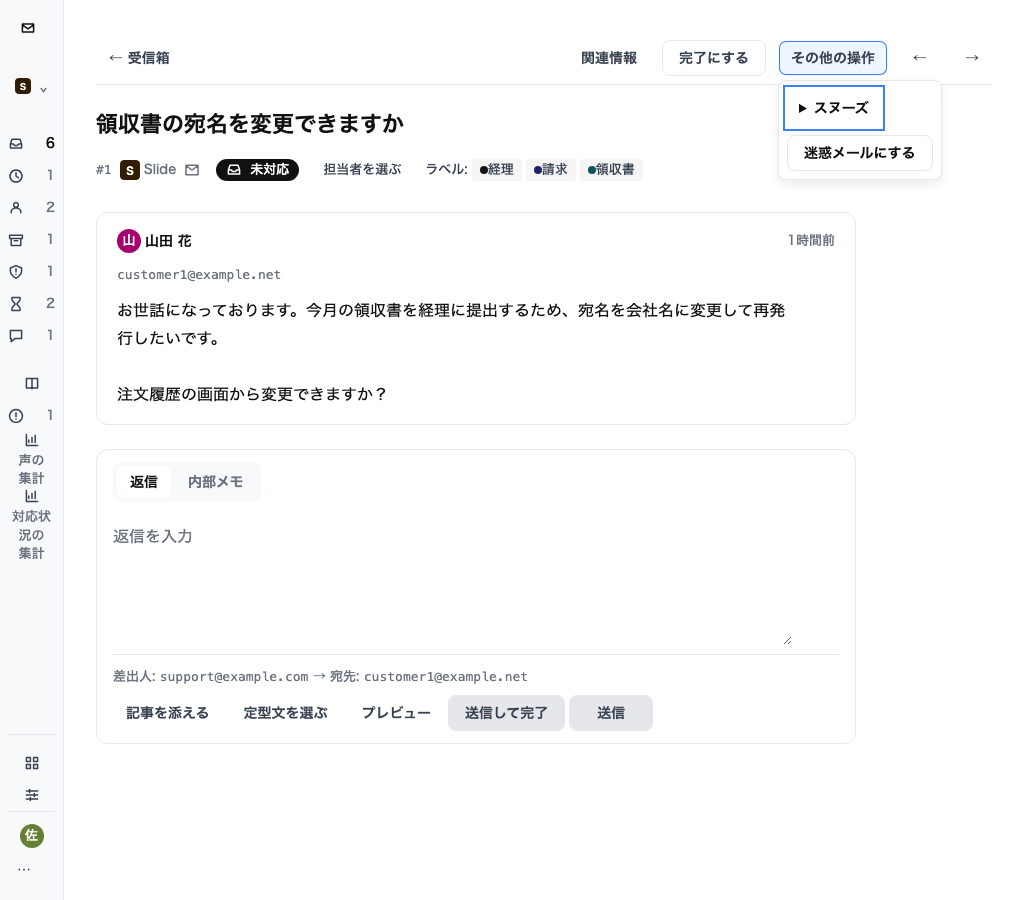 S
6
1
2
1
1
2
1
1
声の
集計
対応状
況の
集計
佐
…
← 受信箱
関連情報
完了にする
その他の操作
←
→
▶ スヌーズ
迷惑メールにする
領収書の宛名を変更できますか
#1 S Slide 未対応 担当者を選ぶ ラベル: ●経理 ●請求 ●領収書
山 山田 花
1時間前
customer1@example.net
お世話になっております。今月の領収書を経理に提出するため、宛名を会社名に変更して再発
行したいです。
注文履歴の画面から変更できますか？
返信 内部メモ
返信を入力
差出人: support@example.com → 宛先: customer1@example.net
記事を添える 定型文を選ぶ プレビュー 送信して完了 送信